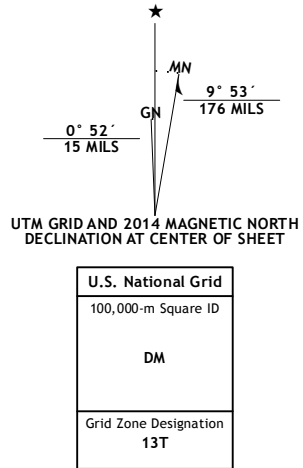 ★
MN
GN
9° 53´
176 MILS
0° 52´
15 MILS
UTM GRID AND 2014 MAGNETIC NORTH
DECLINATION AT CENTER OF SHEET
U.S. National Grid
100,000-m Square ID
DM
Grid Zone Designation
13T